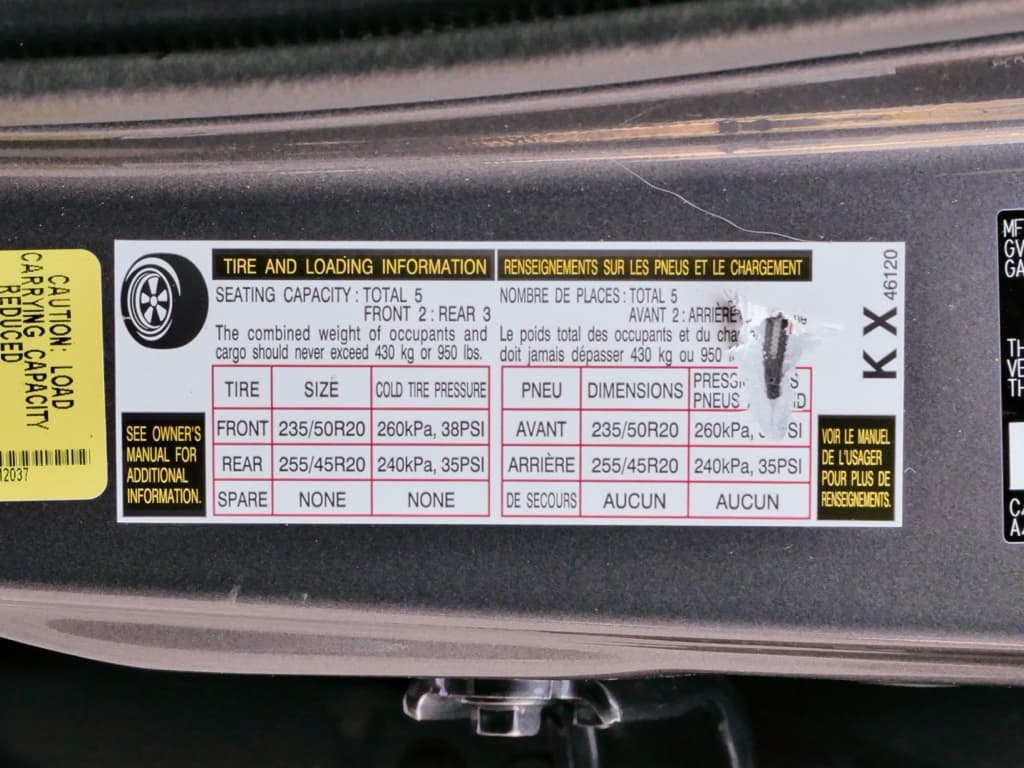 CAUTION: LOAD
CARRYING CAPACITY
REDUCED
2037
TIRE AND LOADING INFORMATION
SEATING CAPACITY : TOTAL 5
FRONT 2 : REAR 3
The combined weight of occupants and
cargo should never exceed 430 kg or 950 lbs.
TIRE SIZE COLD TIRE PRESSURE
FRONT 235/50R20 260kPa, 38PSI
REAR 255/45R20 240kPa, 35PSI
SPARE NONE NONE
SEE OWNER'S
MANUAL FOR
ADDITIONAL
INFORMATION.
RENSEIGNEMENTS SUR LES PNEUS ET LE CHARGEMENT
NOMBRE DE PLACES : TOTAL 5
AVANT 2 : ARRIÈRE
Le poids total des occupants et du
doit jamais dépasser 430 kg ou 950
PNEU DIMENSIONS
PNEUS
AVANT 235/50R20 260kPa,
ARRIÈRE 255/45R20 240kPa, 35PSI
DE SECOURS AUCUN AUCUN
VOIR LE MANUEL
DE L'USAGER
POUR PLUS DE
RENSEIGNEMENTS.
KX 46120